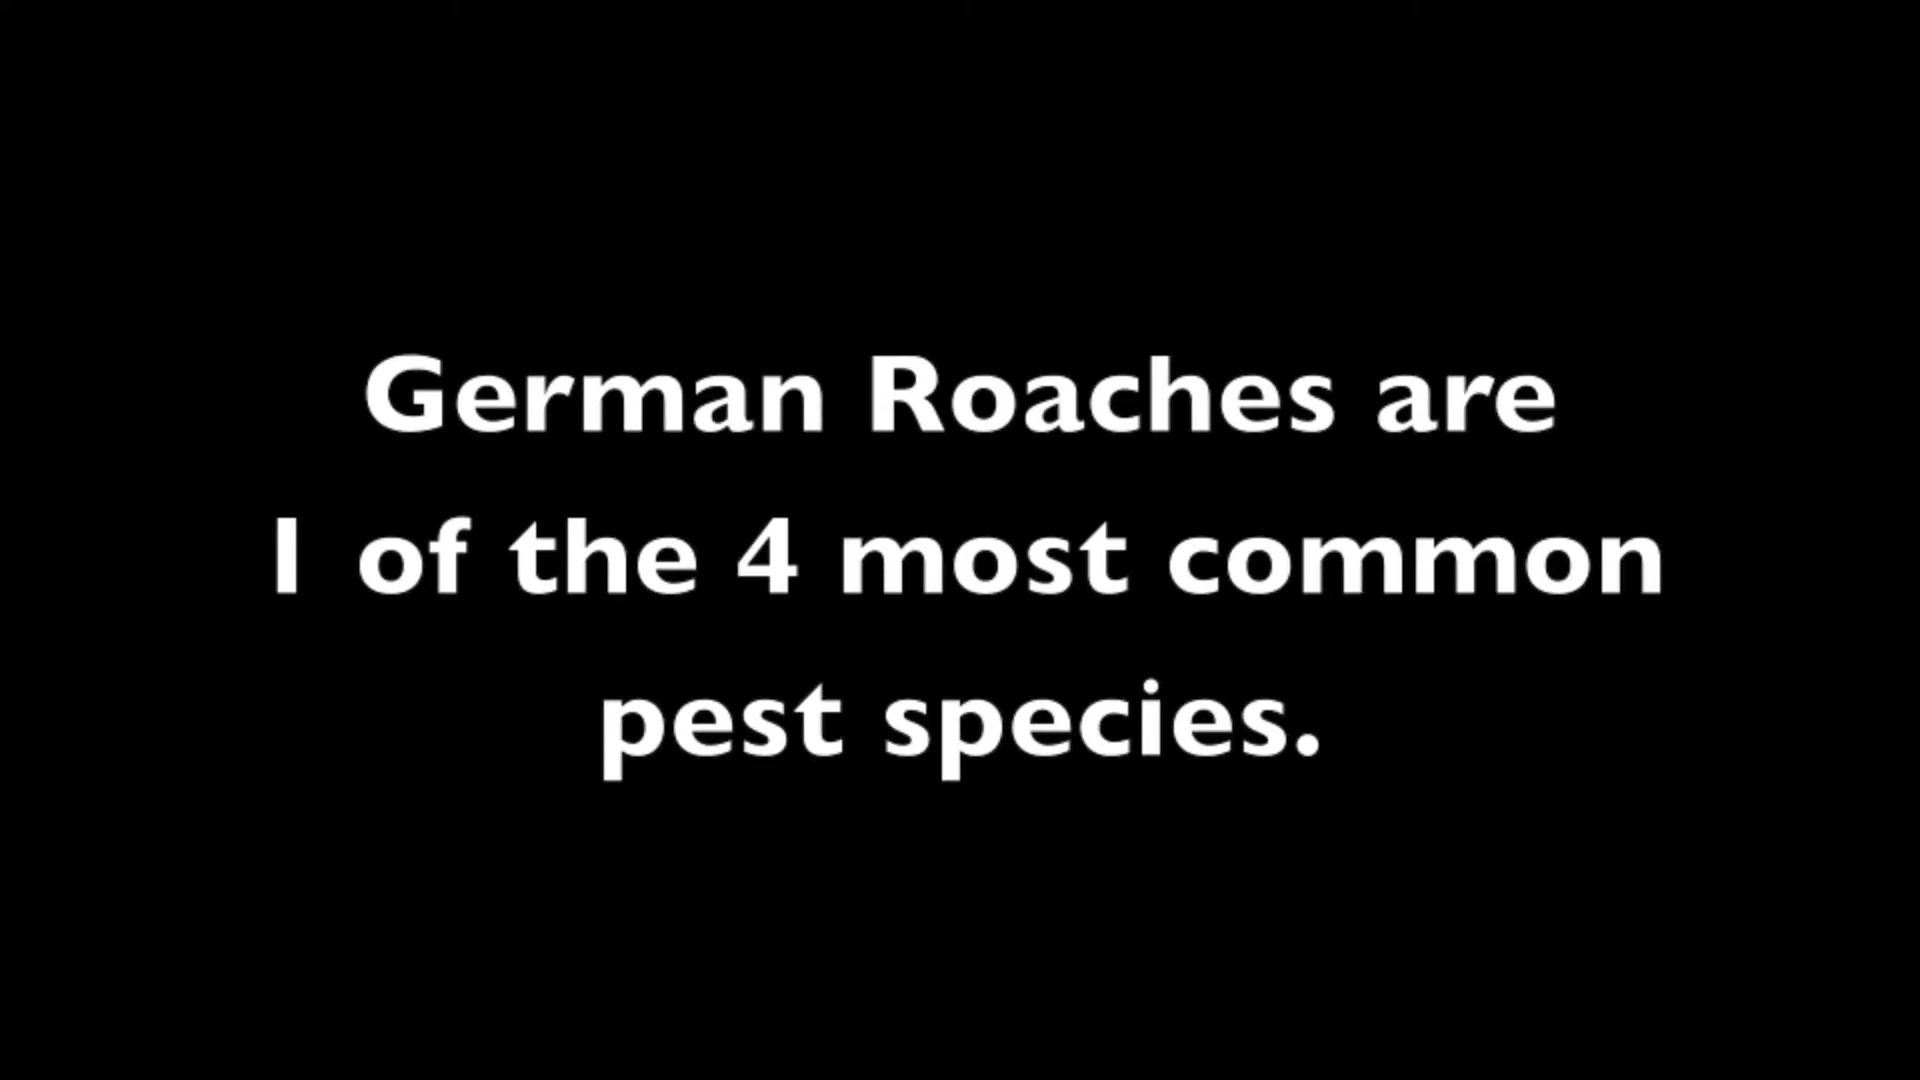 German Roaches are
1 of the 4 most common
pest species.